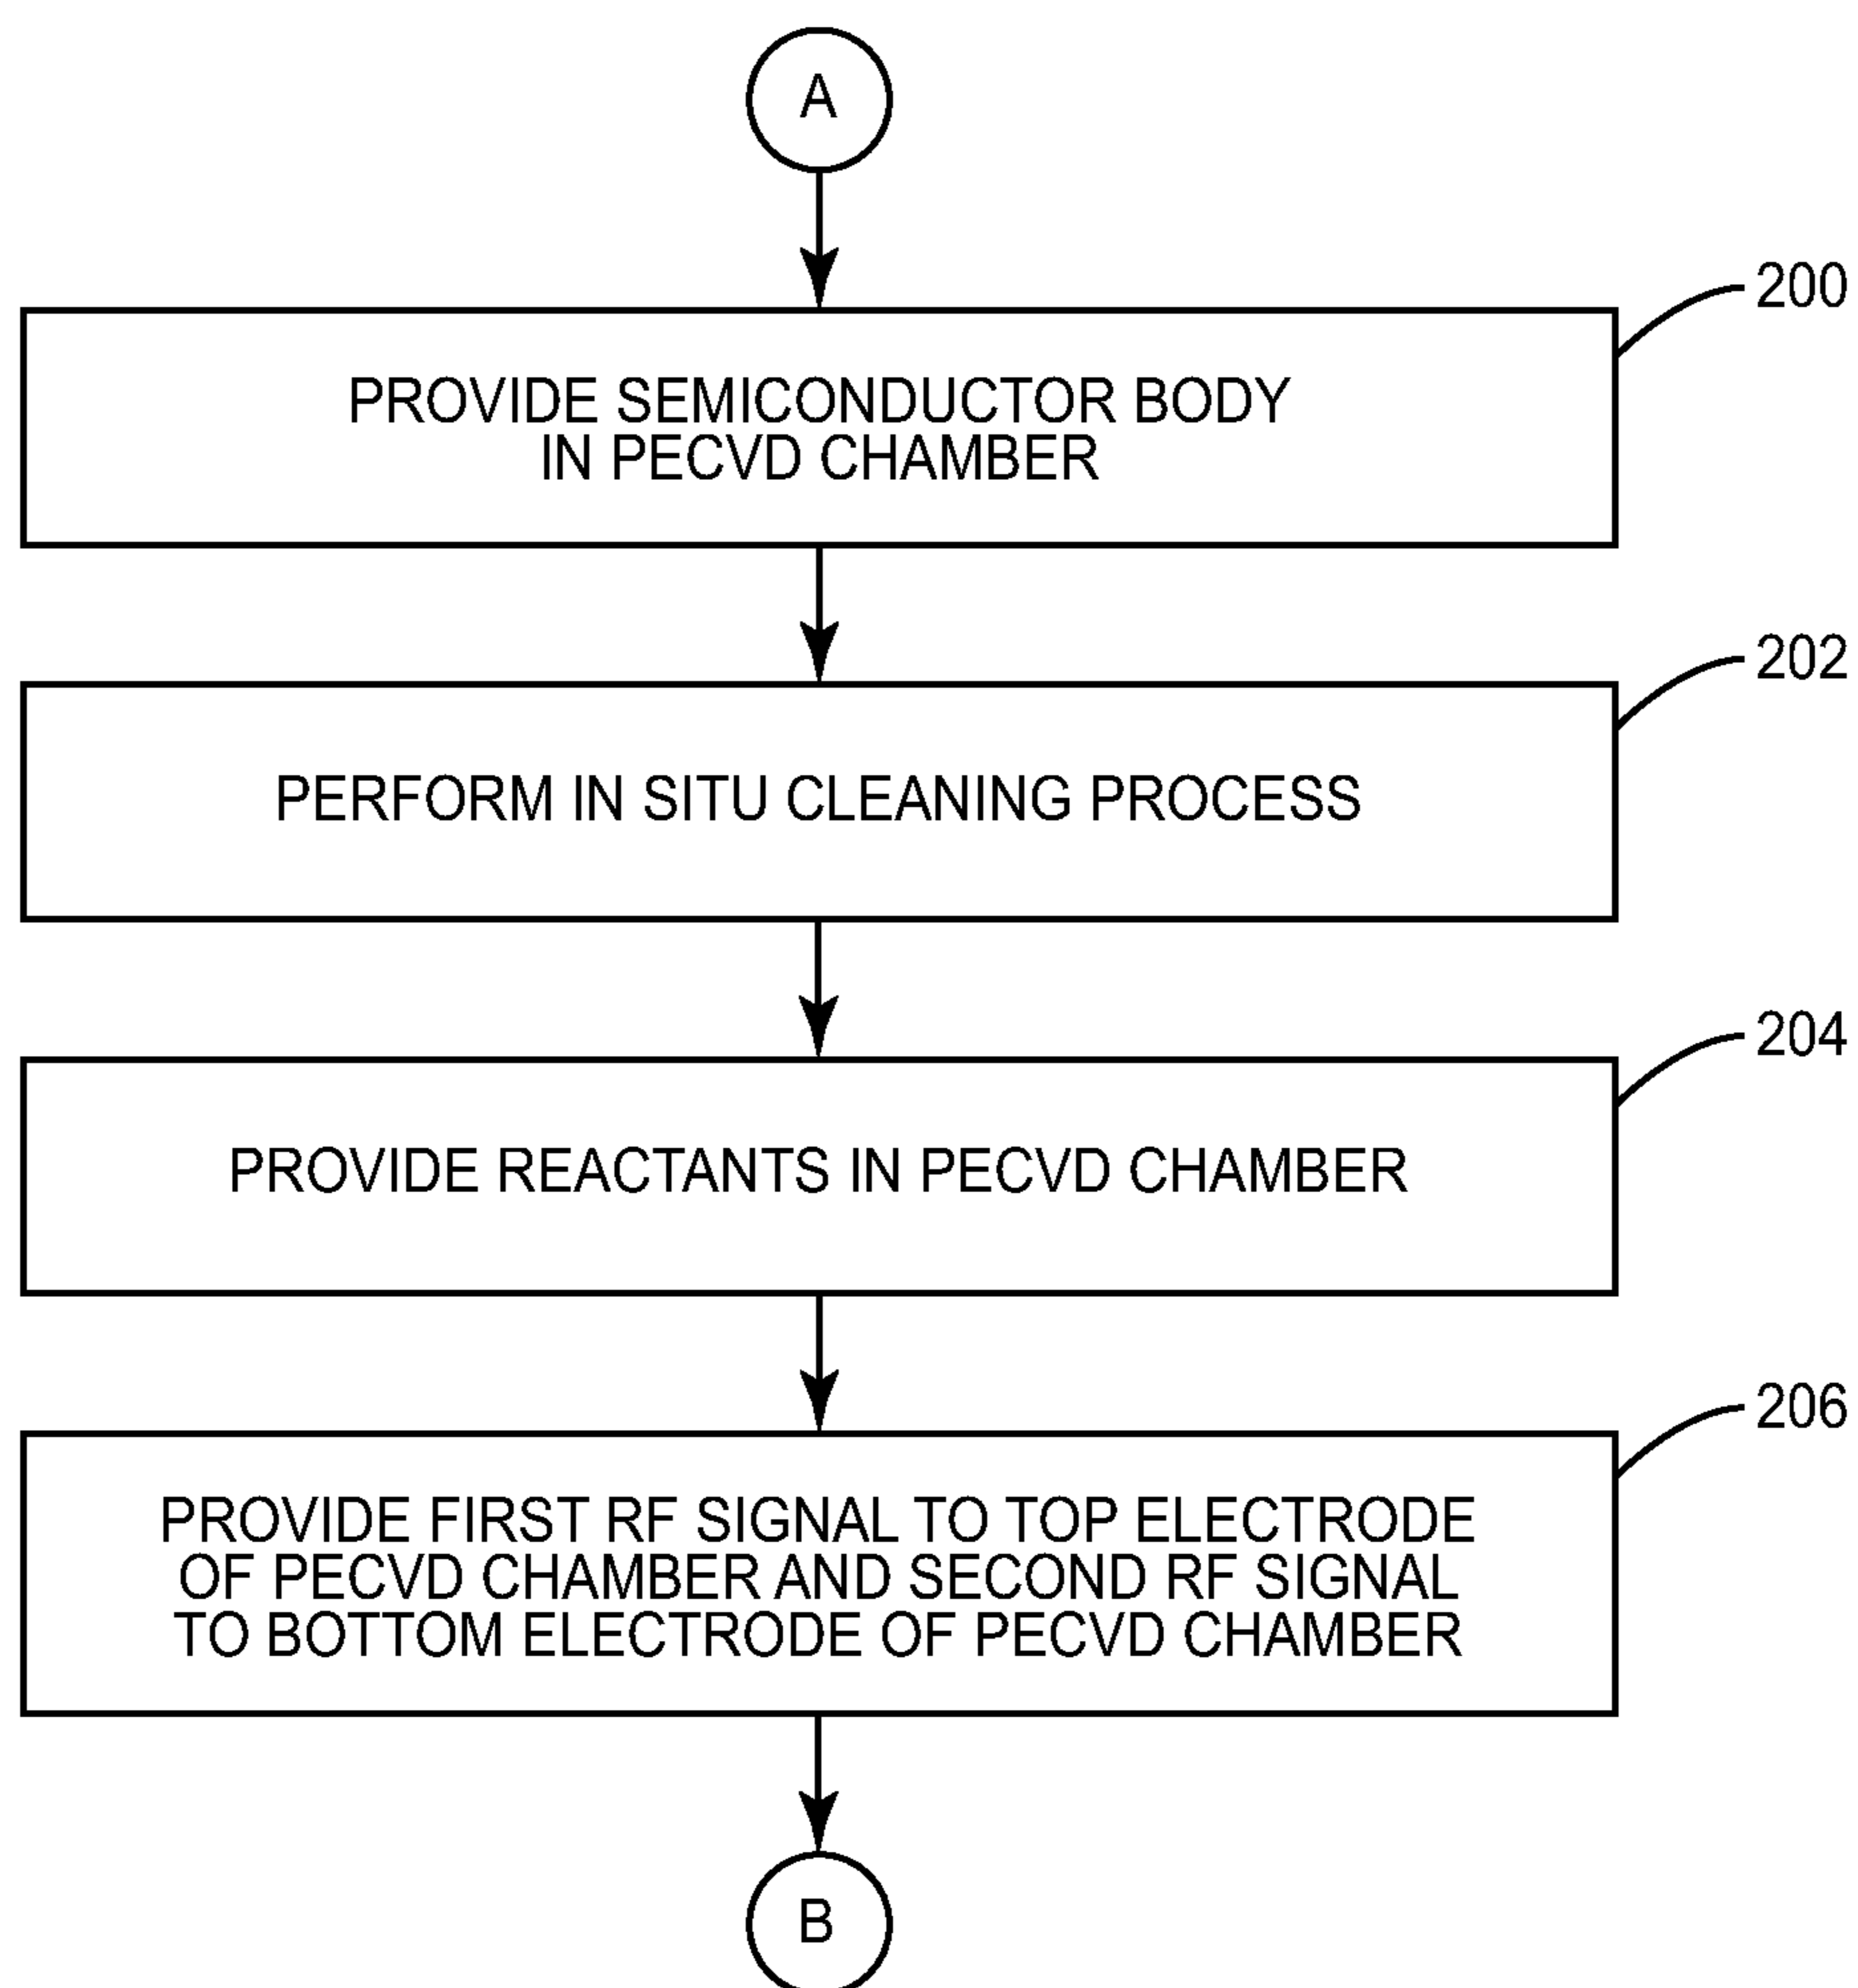 A
200
PROVIDE SEMICONDUCTOR BODY
IN PECVD CHAMBER
202
PERFORM IN SITU CLEANING PROCESS
204
PROVIDE REACTANTS IN PECVD CHAMBER
206
PROVIDE FIRST RF SIGNAL TO TOP ELECTRODE
OF PECVD CHAMBER AND SECOND RF SIGNAL
TO BOTTOM ELECTRODE OF PECVD CHAMBER
B